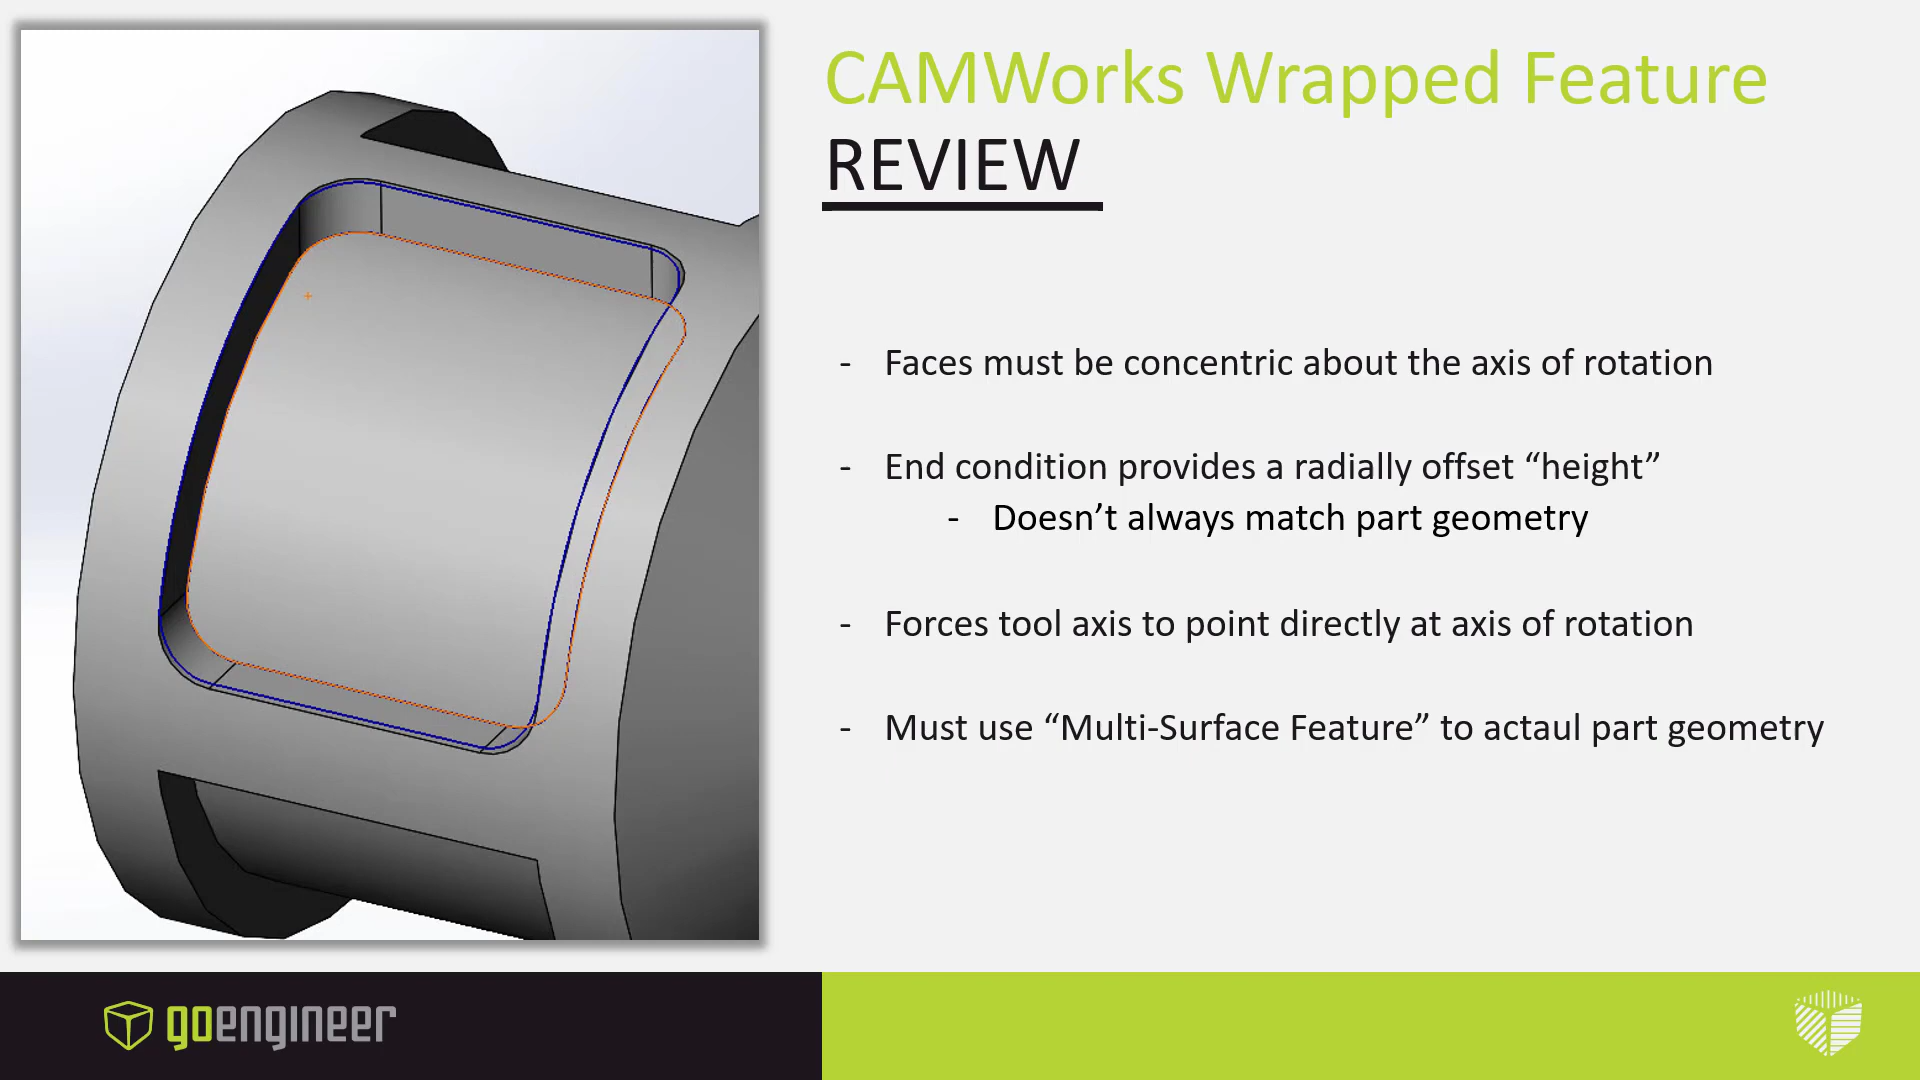 CAMWorks Wrapped Feature
REVIEW
- Faces must be concentric about the axis of rotation
- End condition provides a radially offset “height”
- Doesn’t always match part geometry
- Forces tool axis to point directly at axis of rotation
- Must use “Multi-Surface Feature” to actaul part geometry
goengineer